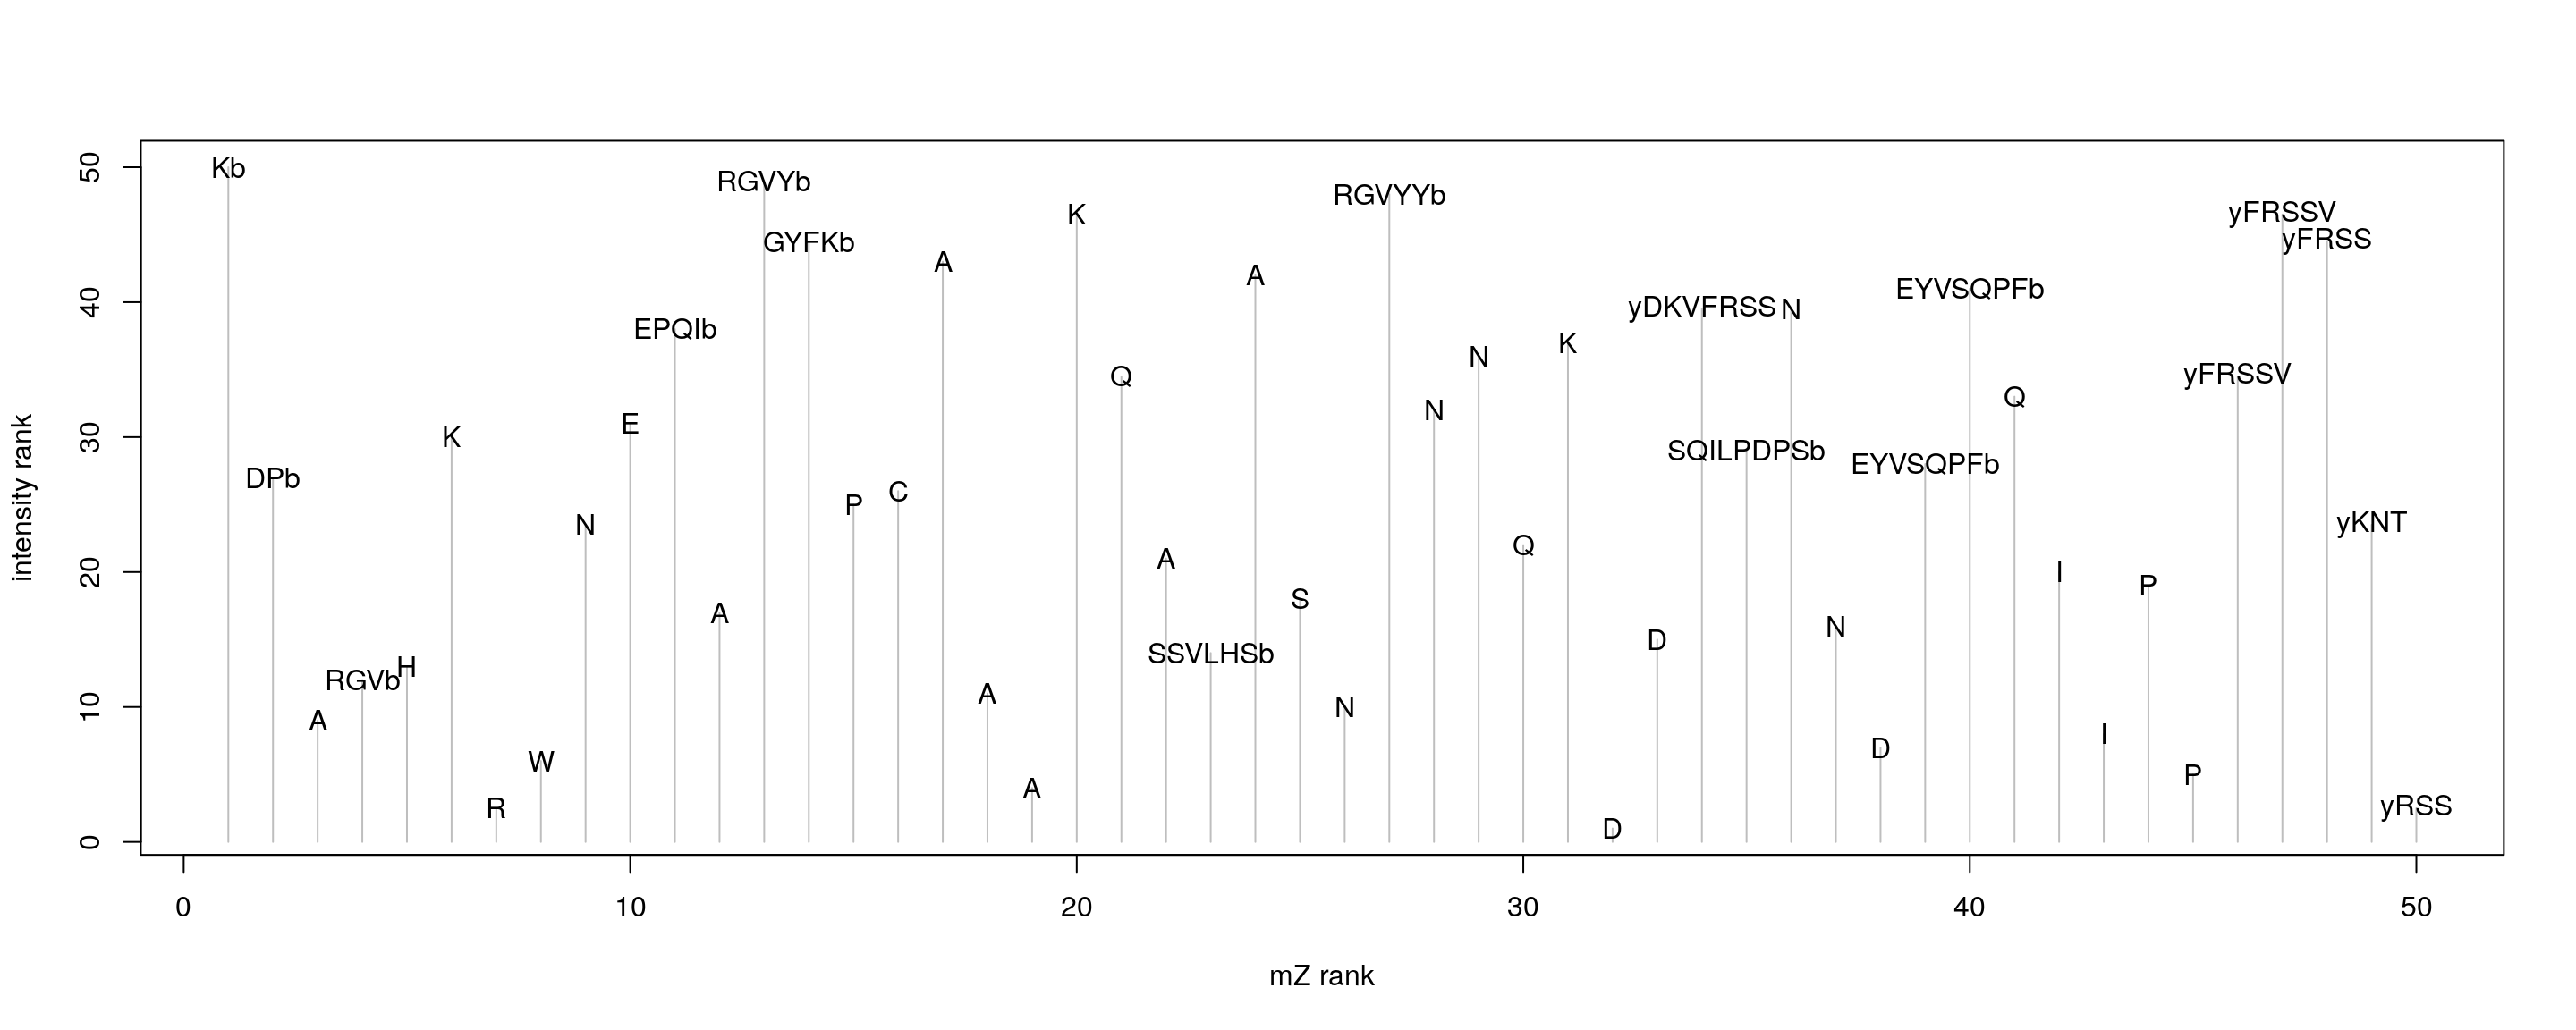 Kb
RGVYb
RGVYYb
K
yFRSSV
yFRSS
GYFKb
A
A
EYVSQPFb
yDKVFRSS
N
EPQIb
K
N
Q
yFRSSV
Q
N
E
K
SQILPDPSb
EYVSQPFb
DPb
C
P
N
yKNT
Q
A
I
P
S
A
N
D
SSVLHSb
H
RGVb
A
N
A
I
D
W
P
A
R
yRSS
D
intensity rank
50
40
30
20
10
0
0 10 20 30 40 50
mZ rank